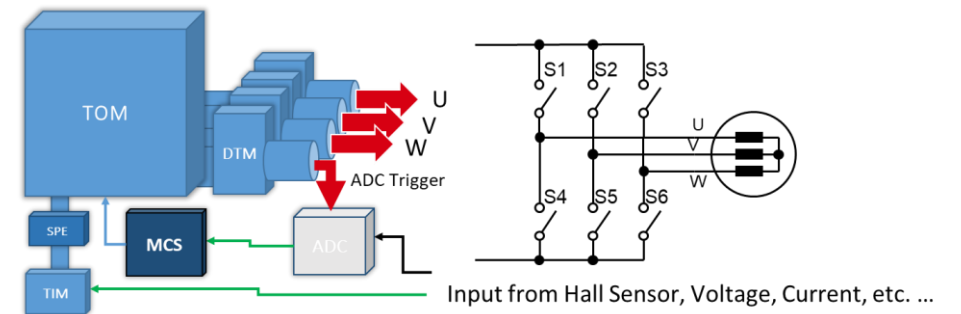 TOM
DTM
U
V
W
ADC Trigger
SPE
MCS
ADC
TIM
S1 S2 S3
U
V
W
S4 S5 S6
Input from Hall Sensor, Voltage, Current, etc. ...